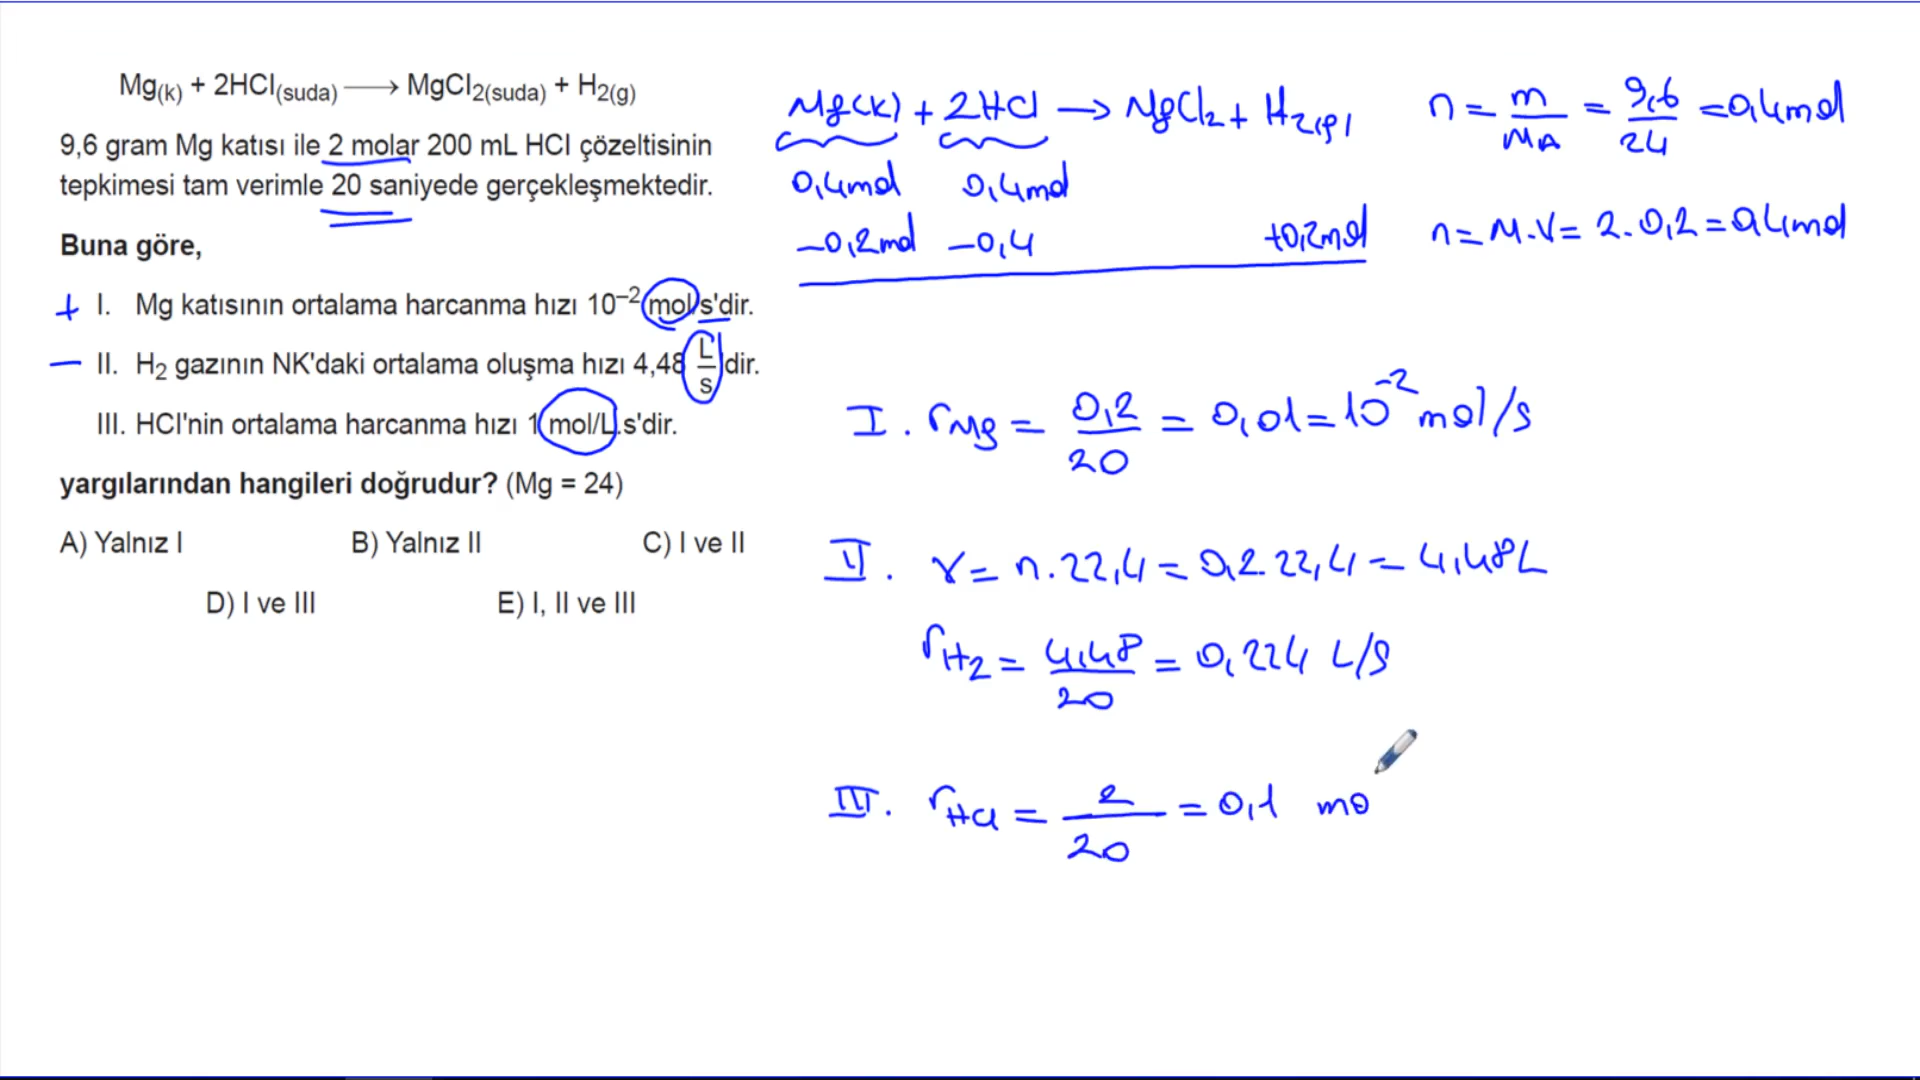 Mg(k) + 2HCl(suda) ⟶ MgCl2(suda) + H2(g)
9,6 gram Mg katısı ile 2 molar 200 mL HCl çözeltisinin
tepkimesi tam verimle 20 saniyede gerçekleşmektedir.
Buna göre,
+ I. Mg katısının ortalama harcanma hızı 10⁻² mol/s'dir.
− II. H2 gazının NK'daki ortalama oluşma hızı 4,48 L/s dir.
III. HCl'nin ortalama harcanma hızı 1 mol/L.s'dir.
yargılarından hangileri doğrudur? (Mg = 24)
A) Yalnız I B) Yalnız II C) I ve II
D) I ve III E) I, II ve III
Mg(k) + 2HCl → MgCl2 + H2(g)
0,4mol 0,4mol
-0,2mol -0,4 +0,2mol
n = m/MA = 9,6/24 = 0,4mol
n = M.V = 2.0,2 = 0,4mol
I. rMg = 0,2/20 = 0,01 = 10⁻² mol/s
II. V = n.22,4 = 0,2.22,4 = 4,48L
rH2 = 4,48/20 = 0,224 L/s
III. rHCl = 2/20 = 0,1 mo